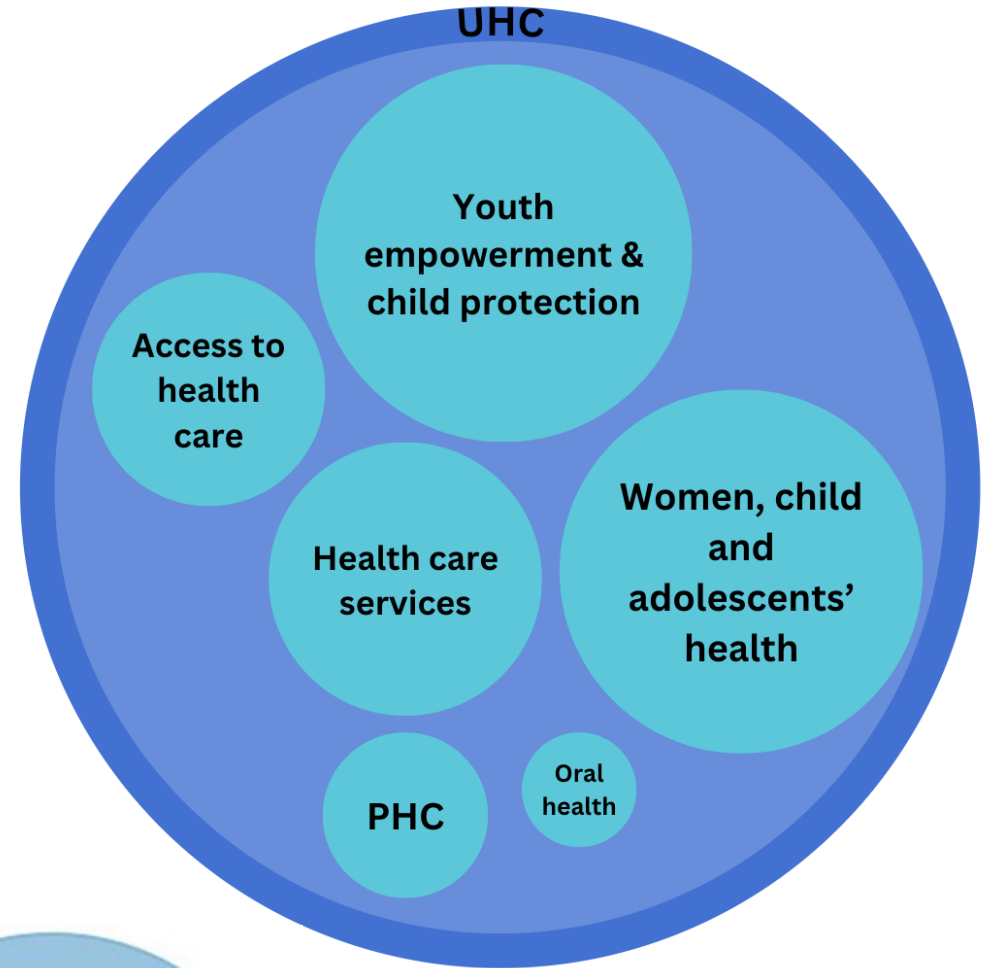 UHC
Youth
empowerment &
child protection
Access to
health
care
Women, child
and
adolescents’
health
Health care
services
PHC
Oral
health